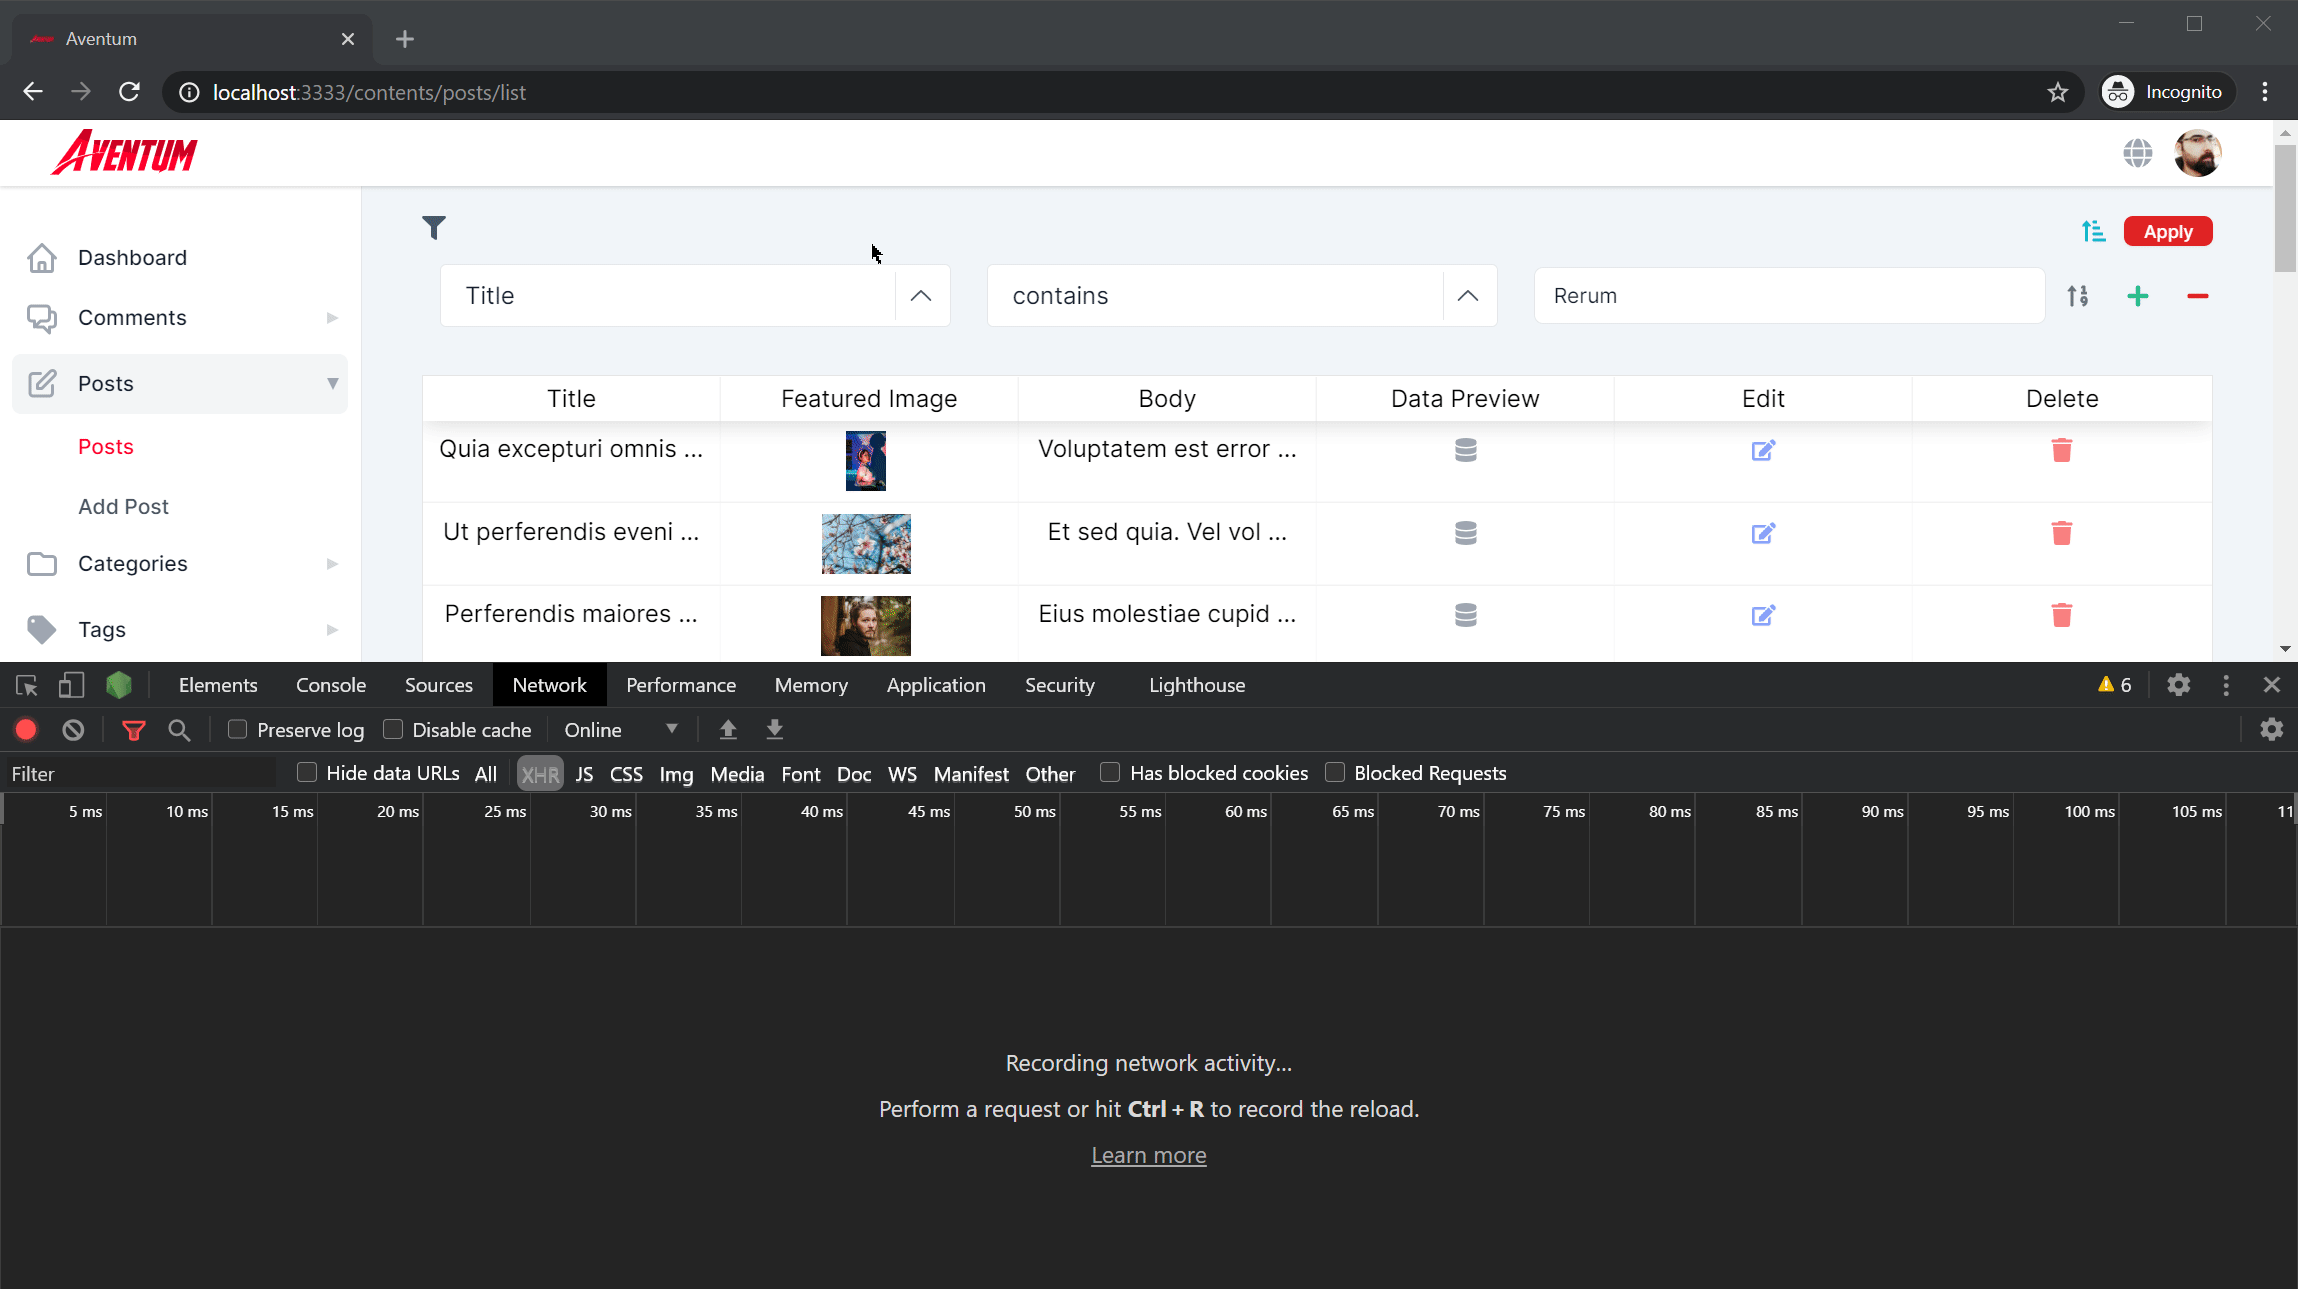 Aventum
localhost:3333/contents/posts/list
Incognito
AVENTUM
Dashboard
Comments
Posts
Posts
Add Post
Categories
Tags
Apply
Title
contains
Rerum
Title Featured Image Body Data Preview Edit Delete
Quia excepturi omnis ... Voluptatem est error ...
Ut perferendis eveni ... Et sed quia. Vel vol ...
Perferendis maiores ... Eius molestiae cupid ...
Elements Console Sources Network Performance Memory Application Security Lighthouse 6
Preserve log Disable cache Online
Filter Hide data URLs All XHR JS CSS Img Media Font Doc WS Manifest Other Has blocked cookies Blocked Requests
5 ms 10 ms 15 ms 20 ms 25 ms 30 ms 35 ms 40 ms 45 ms 50 ms 55 ms 60 ms 65 ms 70 ms 75 ms 80 ms 85 ms 90 ms 95 ms 100 ms 105 ms 11
Recording network activity...
Perform a request or hit Ctrl + R to record the reload.
Learn more